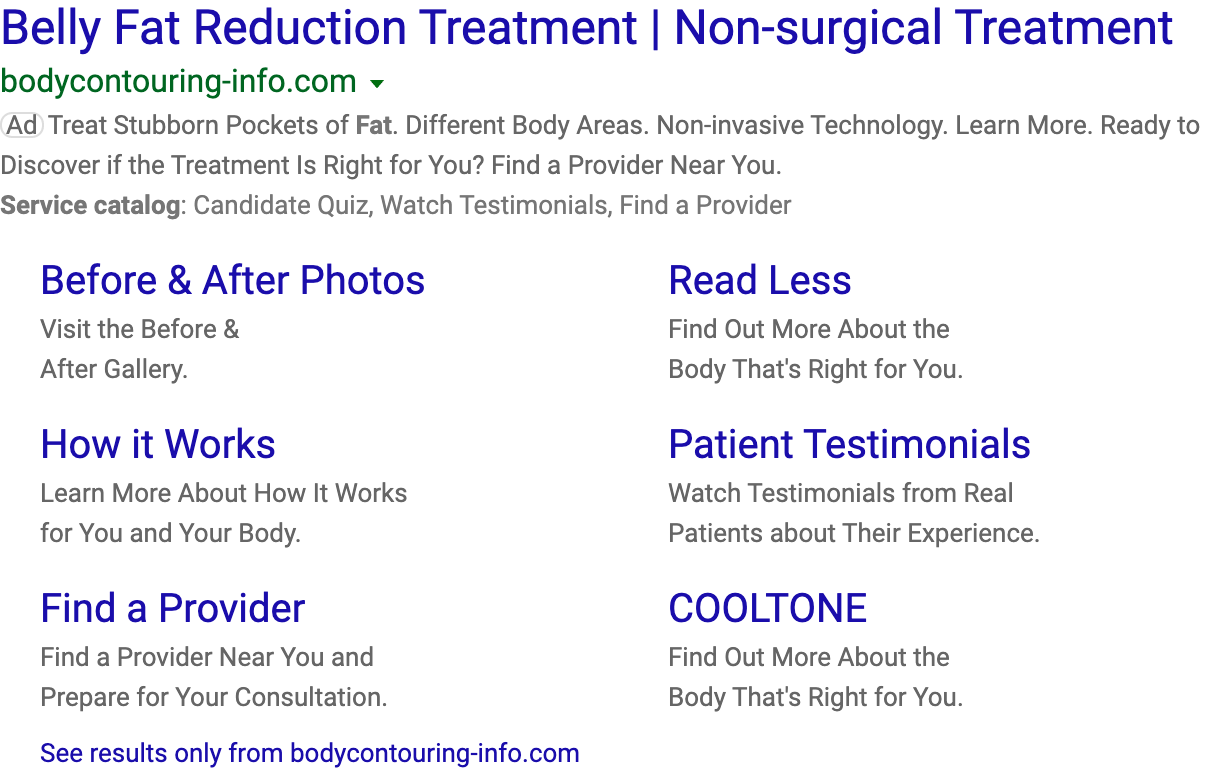 Belly Fat Reduction Treatment | Non-surgical Treatment
bodycontouring-info.com
Ad Treat Stubborn Pockets of Fat. Different Body Areas. Non-invasive Technology. Learn More. Ready to
Discover if the Treatment Is Right for You? Find a Provider Near You.
Service catalog: Candidate Quiz, Watch Testimonials, Find a Provider
Before & After Photos
Visit the Before &
After Gallery.
Read Less
Find Out More About the
Body That's Right for You.
How it Works
Learn More About How It Works
for You and Your Body.
Patient Testimonials
Watch Testimonials from Real
Patients about Their Experience.
Find a Provider
Find a Provider Near You and
Prepare for Your Consultation.
COOLTONE
Find Out More About the
Body That's Right for You.
See results only from bodycontouring-info.com